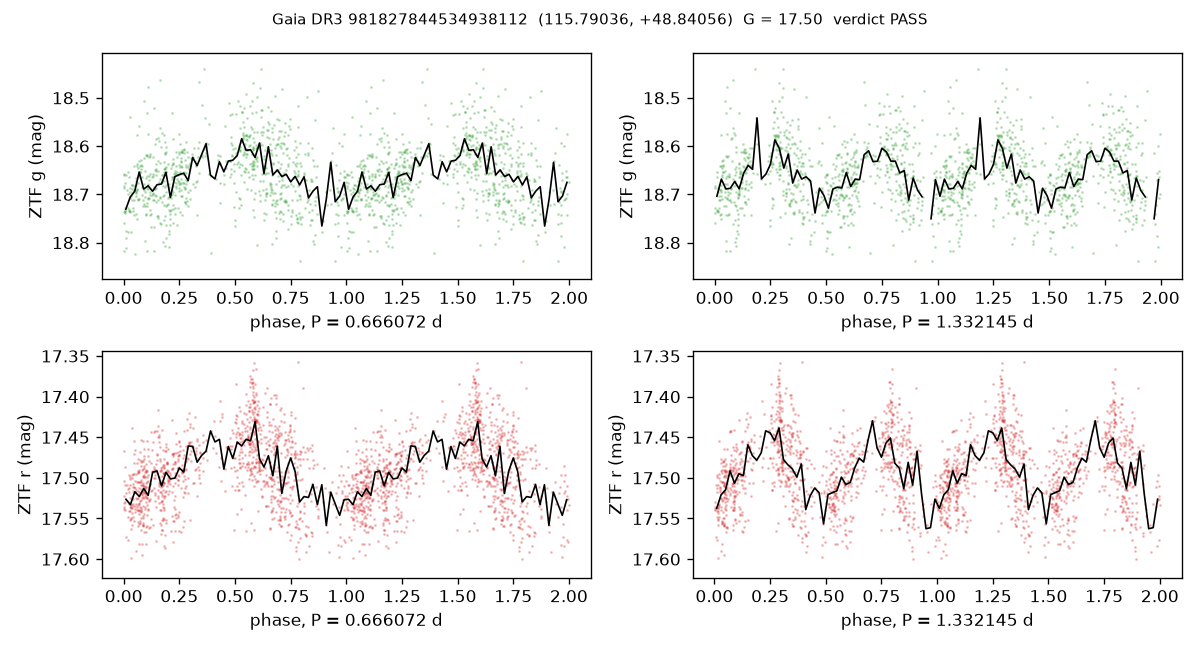 Gaia DR3 981827844534938112 (115.79036, +48.84056) G = 17.50 verdict PASS
ZTF g (mag)
18.5
18.6
18.7
18.8
0.00 0.25 0.50 0.75 1.00 1.25 1.50 1.75 2.00
phase, P = 0.666072 d
ZTF g (mag)
18.5
18.6
18.7
18.8
0.00 0.25 0.50 0.75 1.00 1.25 1.50 1.75 2.00
phase, P = 1.332145 d
ZTF r (mag)
17.35
17.40
17.45
17.50
17.55
17.60
0.00 0.25 0.50 0.75 1.00 1.25 1.50 1.75 2.00
phase, P = 0.666072 d
ZTF r (mag)
17.35
17.40
17.45
17.50
17.55
17.60
0.00 0.25 0.50 0.75 1.00 1.25 1.50 1.75 2.00
phase, P = 1.332145 d